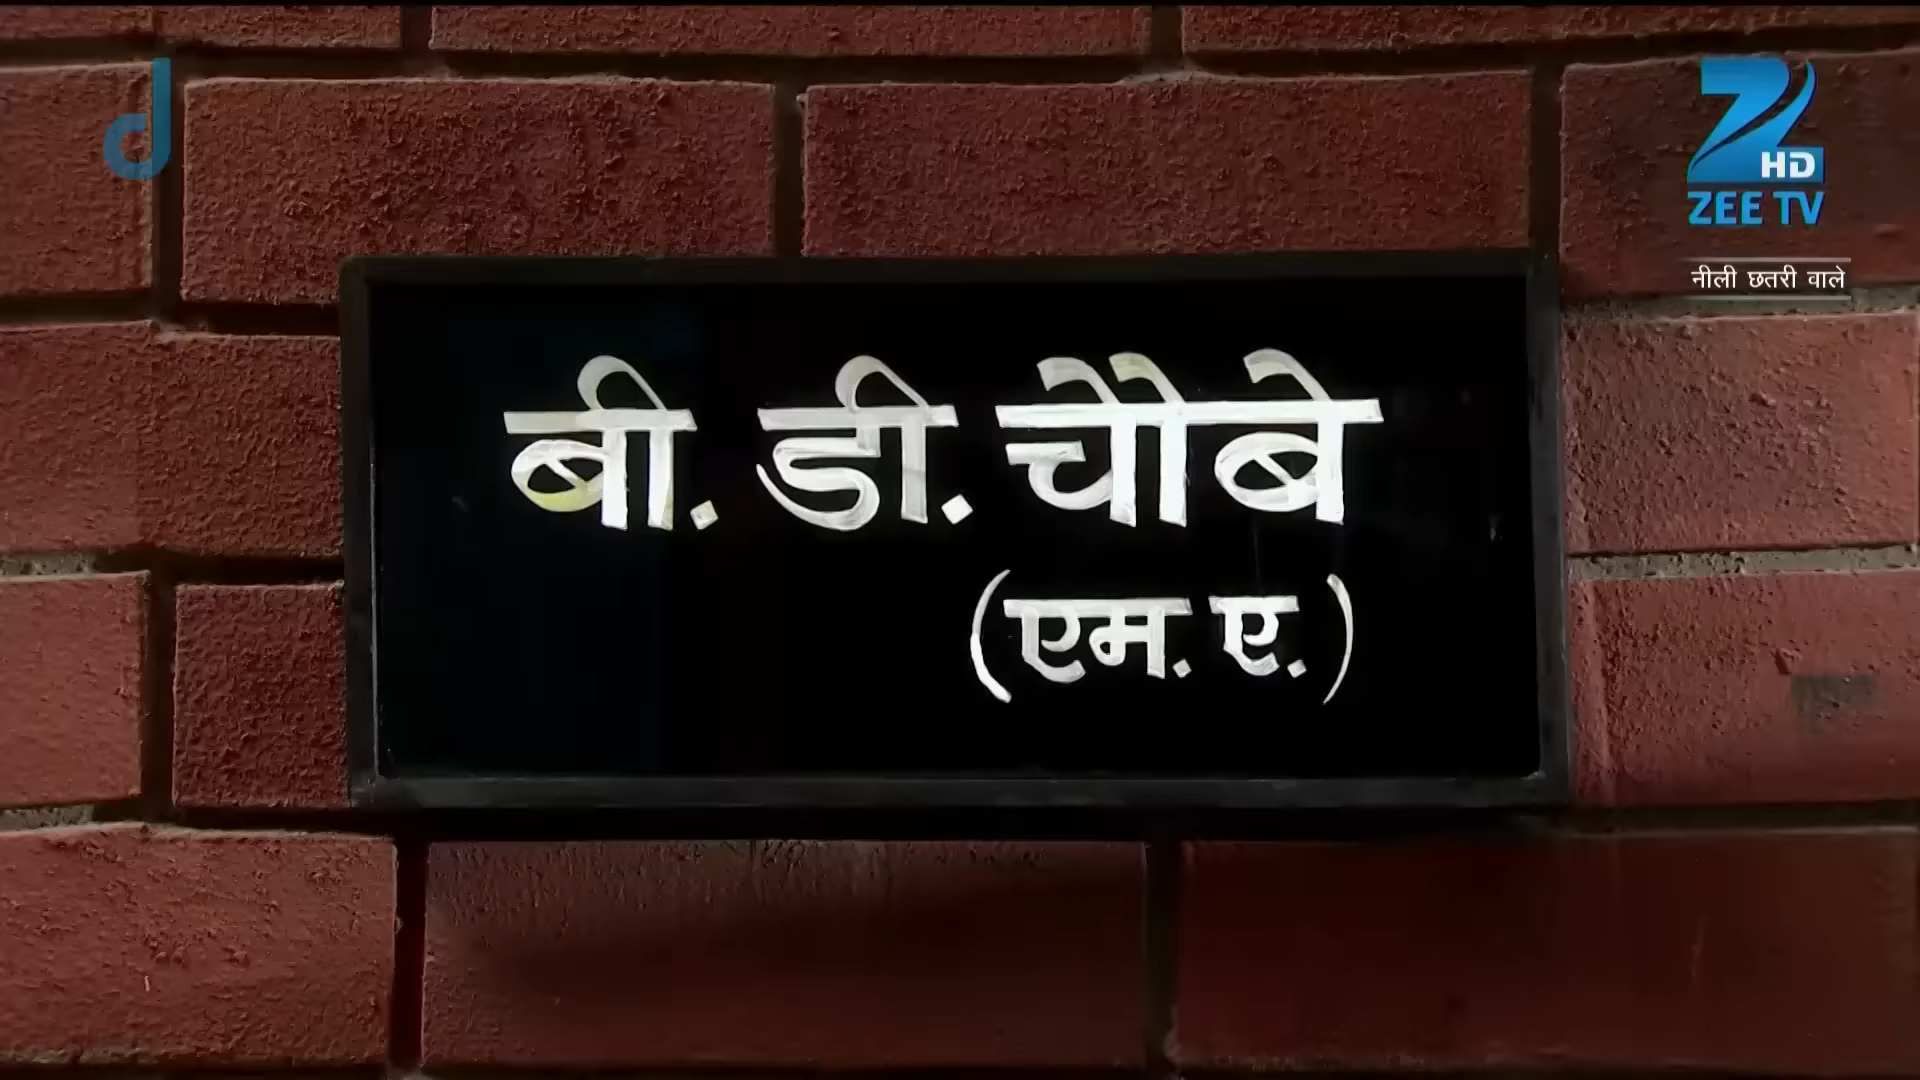 d
HD
ZEE TV
नीली छतरी वाले
बी. डी. चौबे
(एम. ए.)